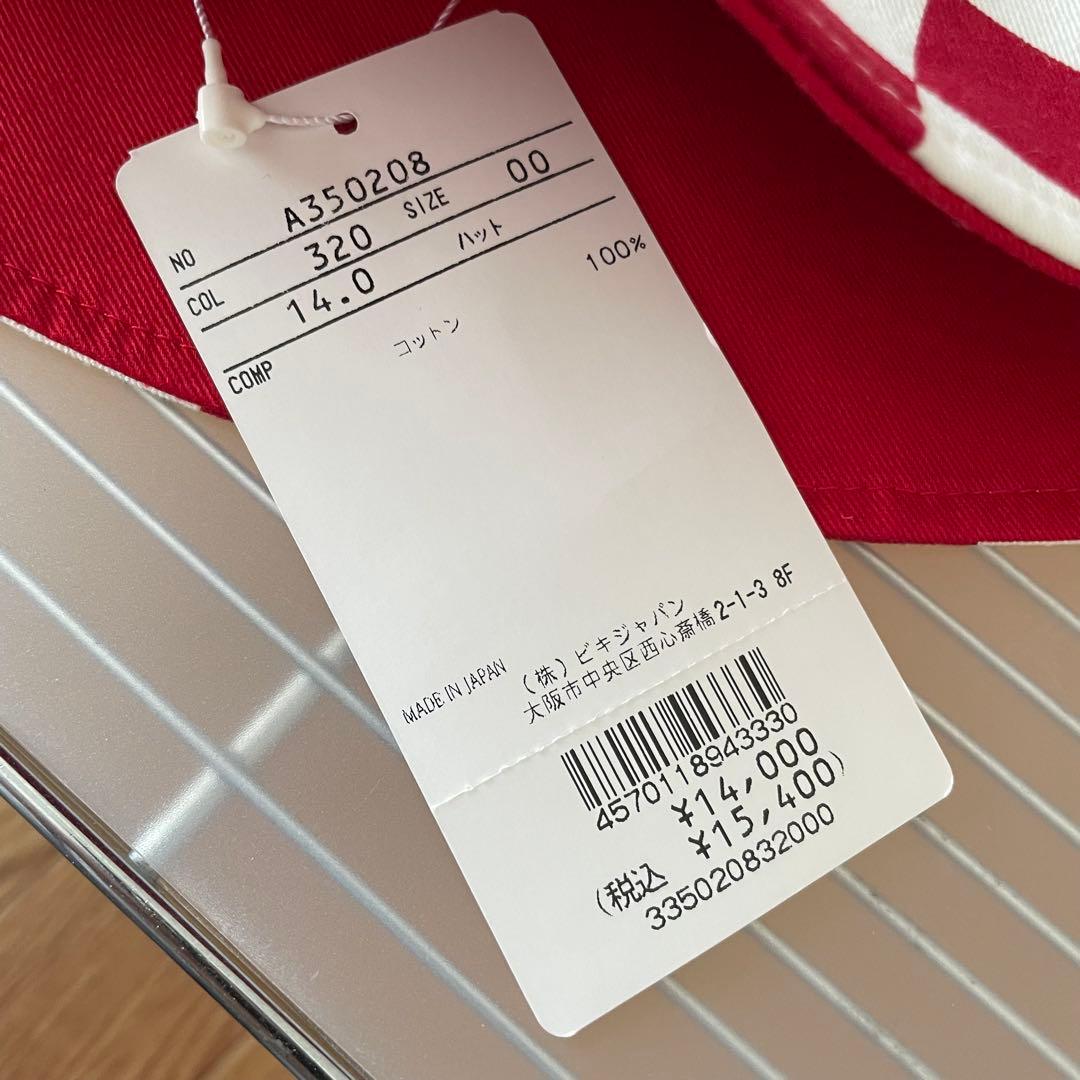 NO A350208
COL 320 SIZE 00
14.0 ハット
COMP コットン 100%
MADE IN JAPAN (株)ビキジャパン
大阪市中央区西心斎橋2-1-3 8F
4570118943330
¥14,000
(税込 ¥15,400)
335020832000